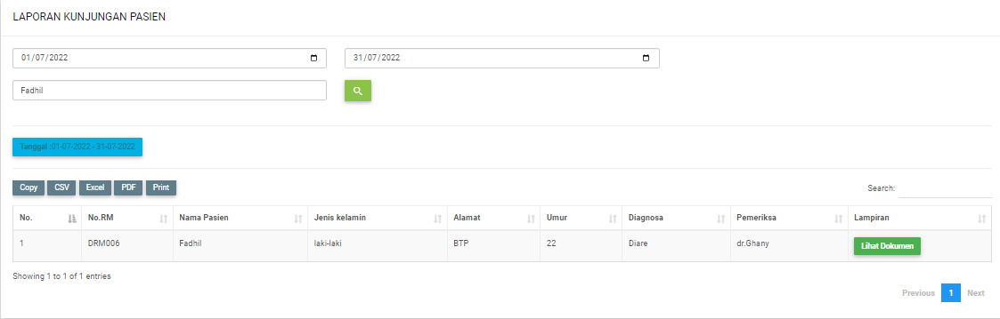 LAPORAN KUNJUNGAN PASIEN
01/07/2022 31/07/2022
Fadhil
Tanggal :01-07-2022 - 31-07-2022
Copy CSV Excel PDF Print Search:
No. No.RM Nama Pasien Jenis kelamin Alamat Umur Diagnosa Pemeriksa Lampiran
1 DRM006 Fadhil laki-laki BTP 22 Diare dr.Ghany Lihat Dokumen
Showing 1 to 1 of 1 entries
Previous 1 Next